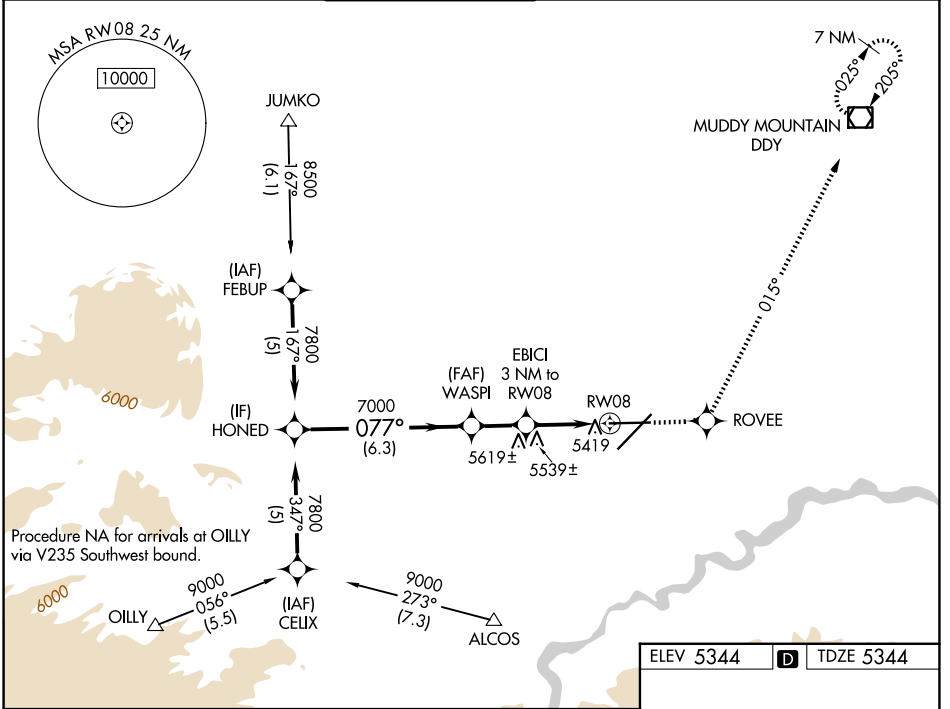 MSA RW08 25 NM
10000
7 NM
025°
205°
MUDDY MOUNTAIN
DDY
JUMKO
8500
167°
(6.1)
(IAF)
FEBUP
7800
167°
(5)
015°
6000
(IF)
HONED
7000
077°
(6.3)
(FAF)
WASPI
EBICI
3 NM to
RW08
RW08
ROVEE
5619±
5539±
5419
7800
347°
(5)
Procedure NA for arrivals at OILLY
via V235 Southwest bound.
6000
OILLY
9000
056°
(5.5)
(IAF)
CELIX
9000
273°
(7.3)
ALCOS
ELEV 5344 D TDZE 5344